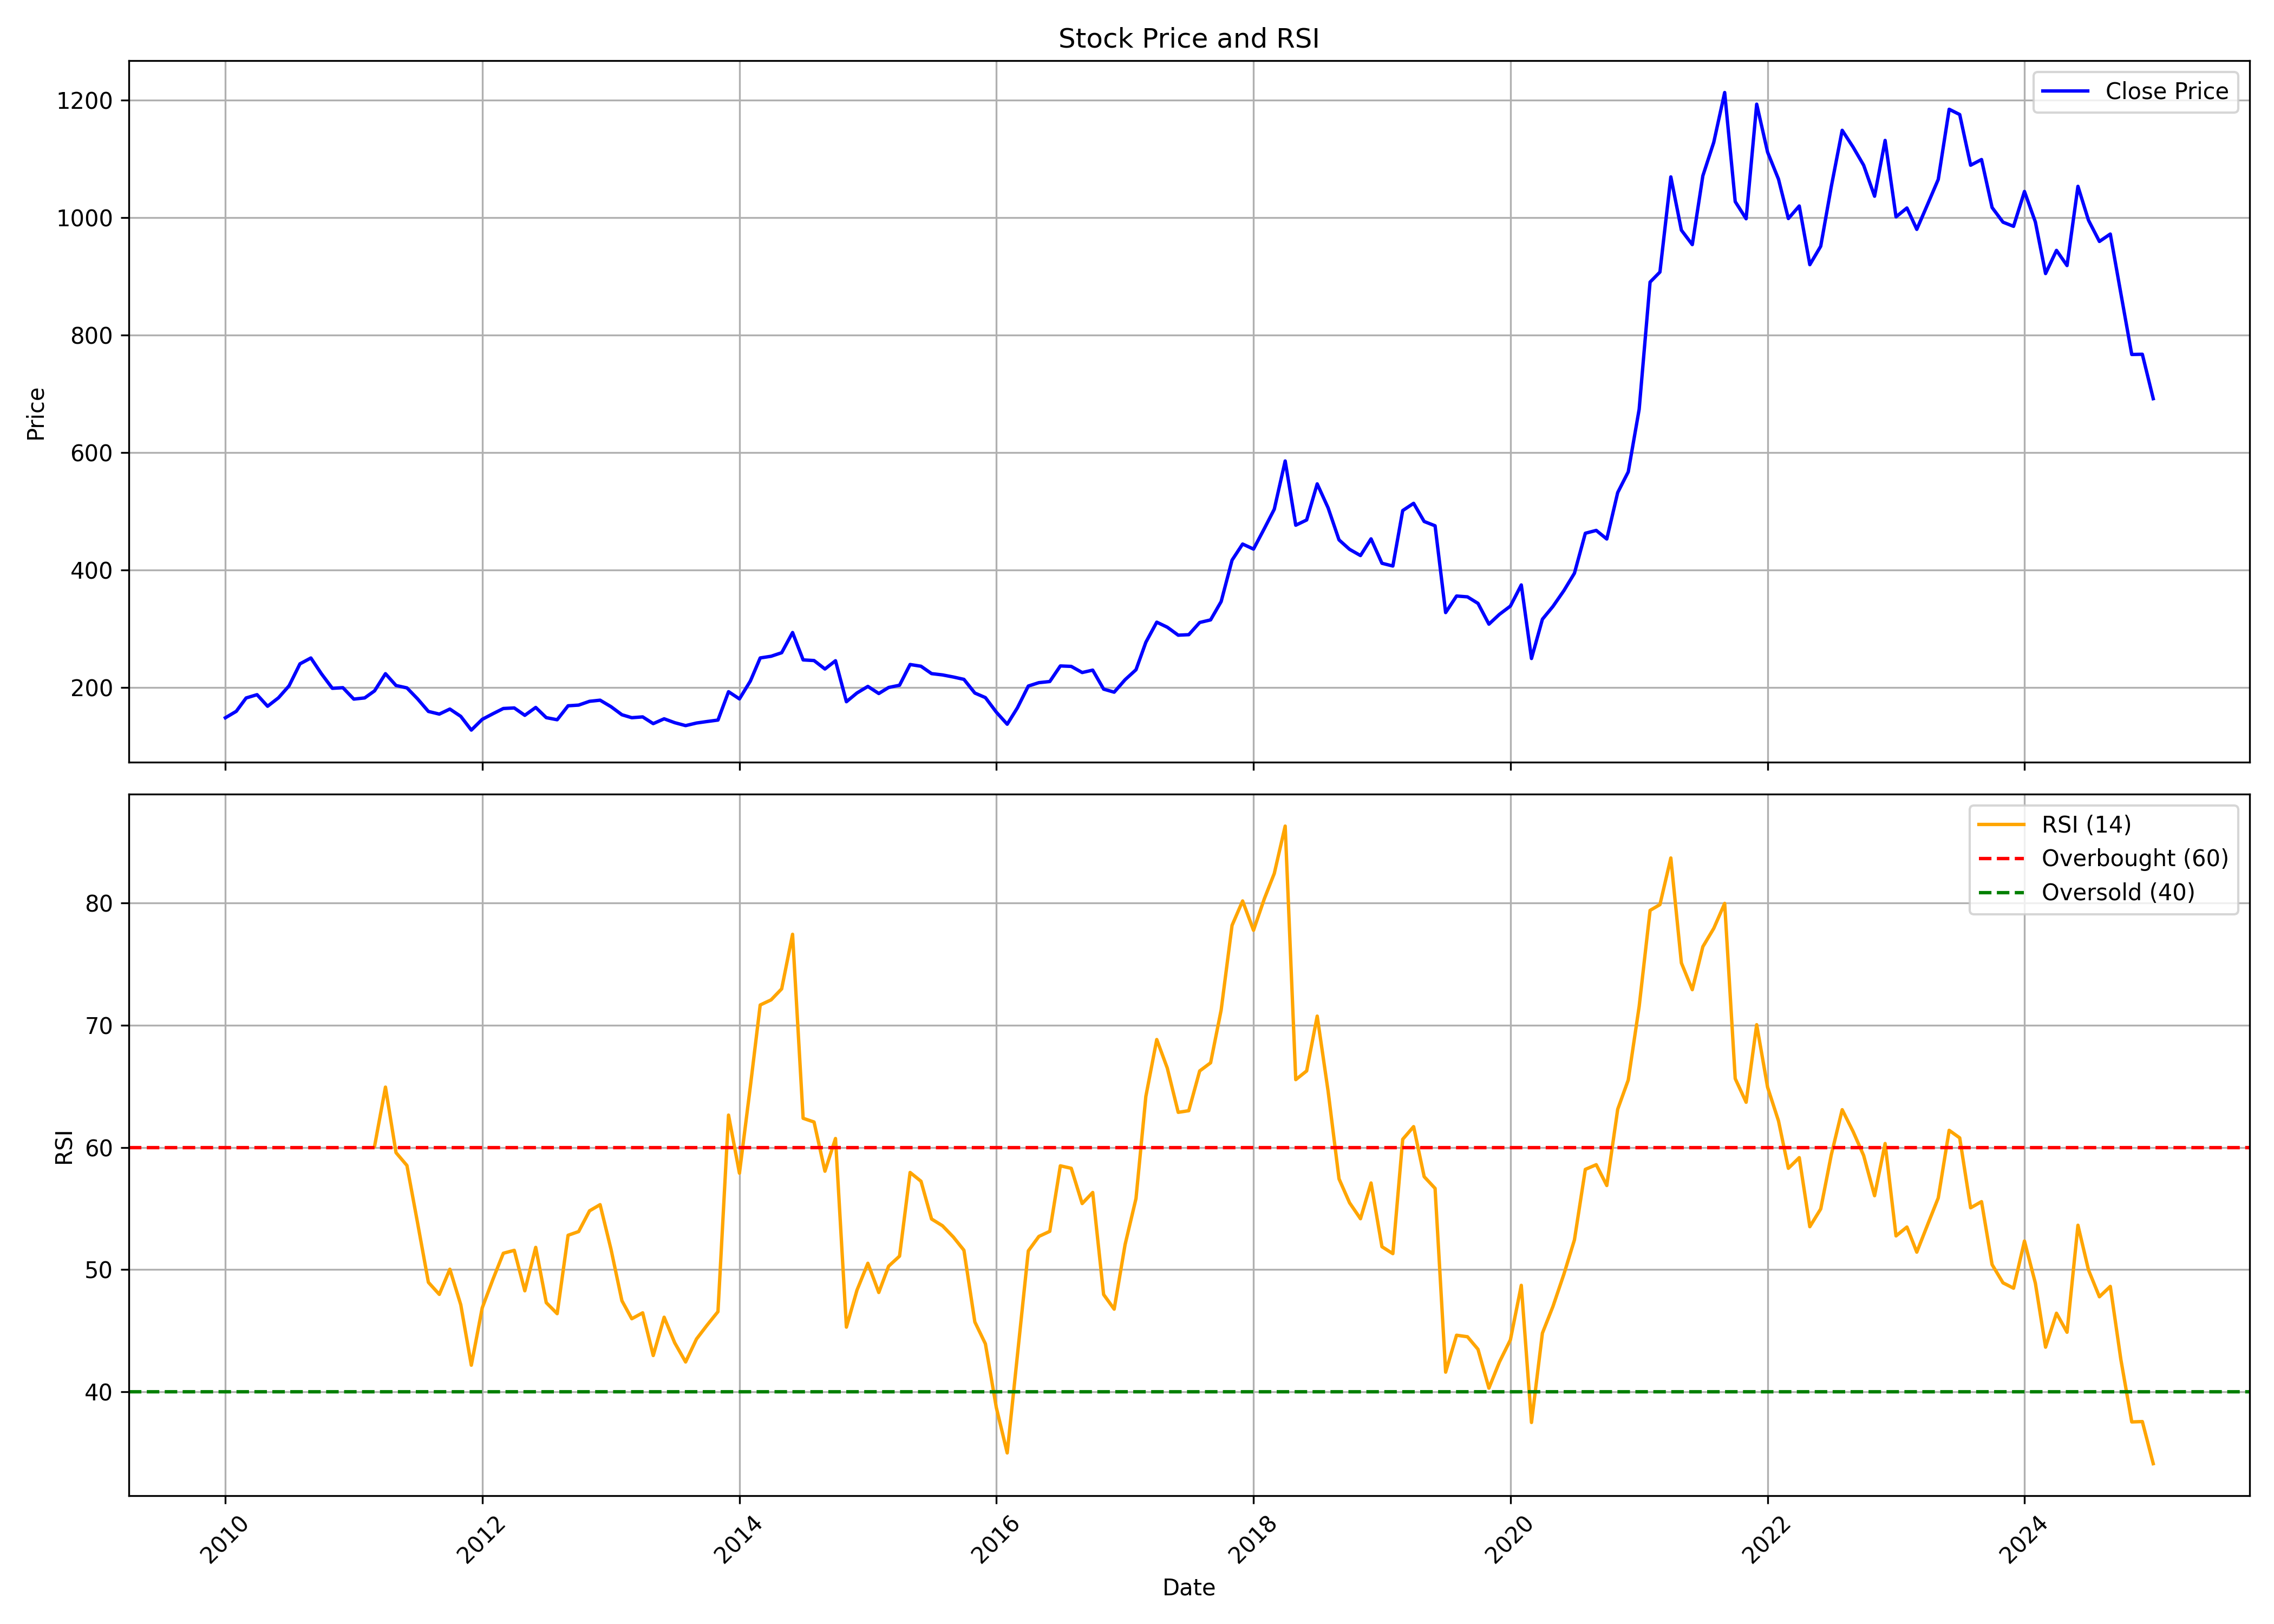 Stock Price and RSI
Close Price
1200
1000
800
600
400
200
Price
RSI (14)
Overbought (60)
Oversold (40)
80
70
60
50
40
RSI
2010 2012 2014 2016 2018 2020 2022 2024
Date